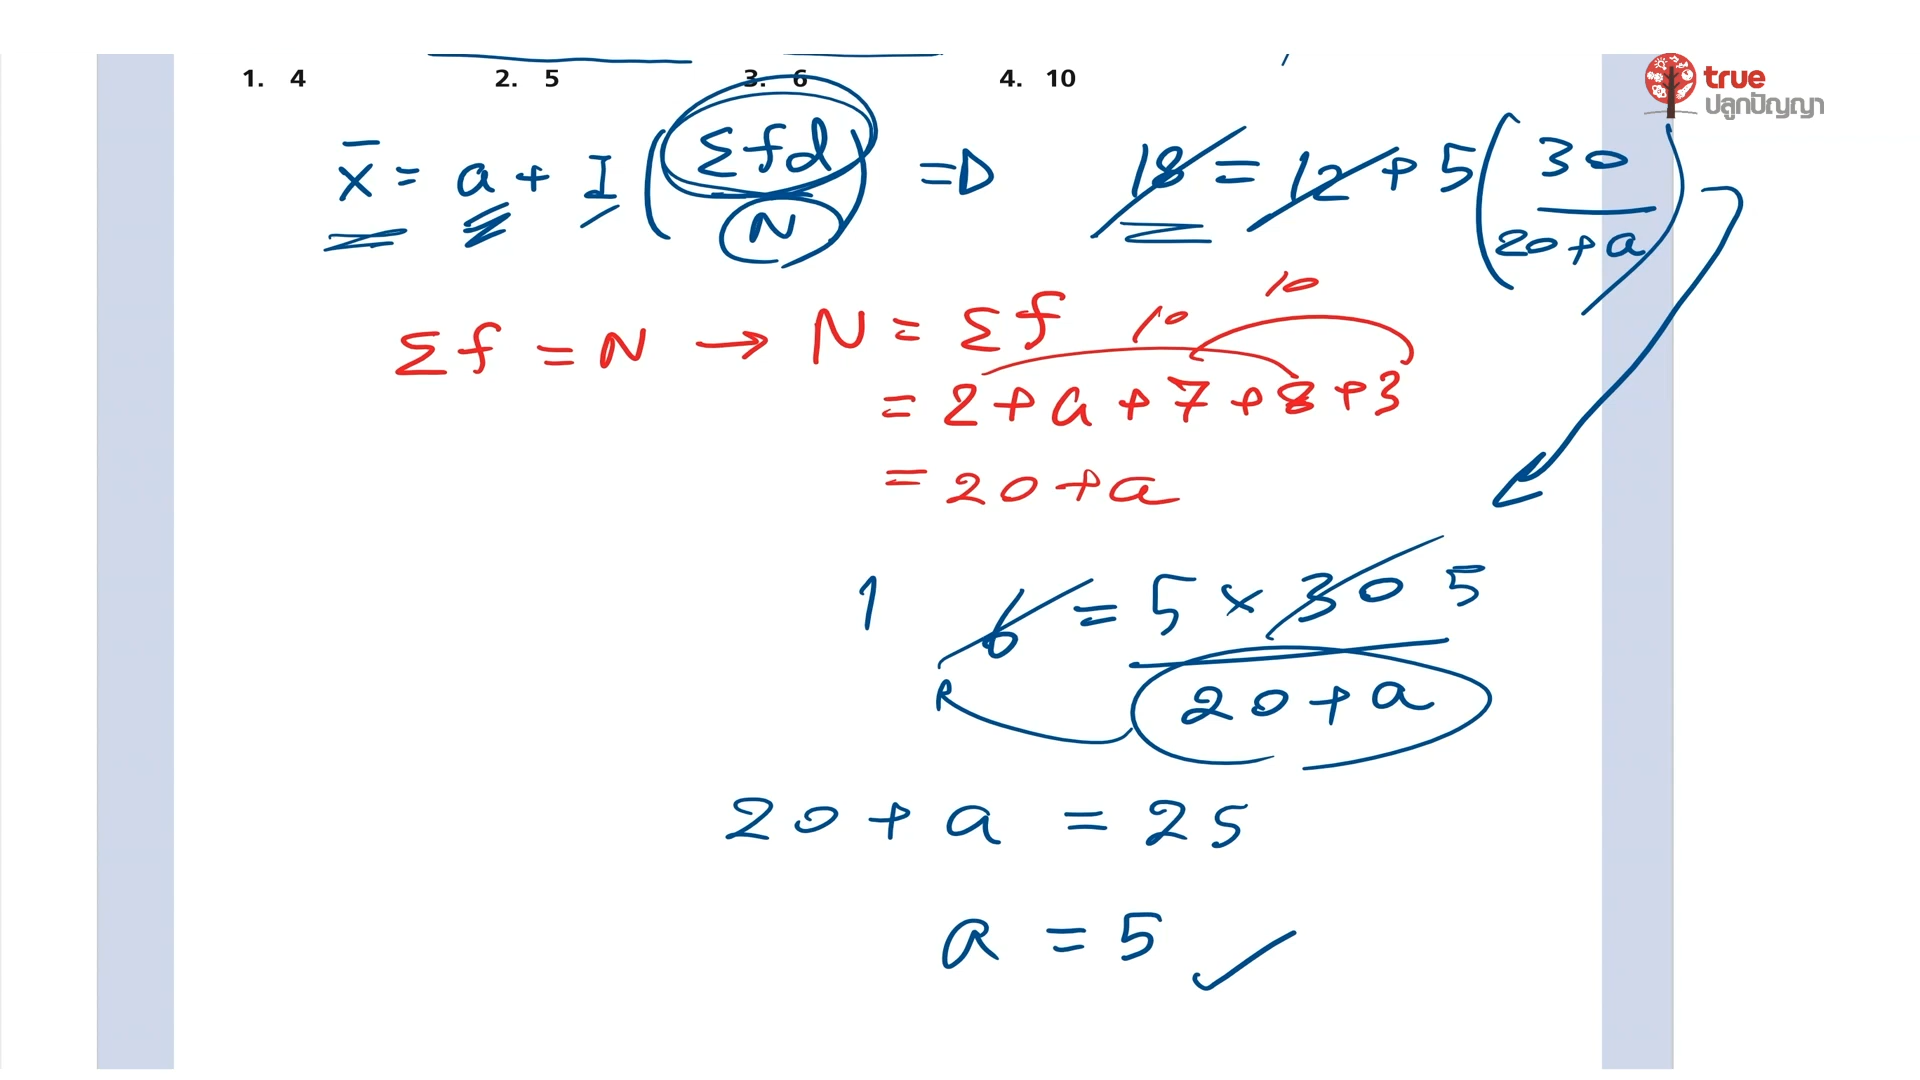 true
ปลูกปัญญา
1. 4 2. 5 3. 6 4. 10
x̄ = a + I (Σfd / N) ⇒ 18 = 12 + 5 (30 / 20 + a)
Σf = N → N = Σf
10 10
= 2 + a + 7 + 8 + 3
= 20 + a
1 6 = 5 × 30 5
20 + a
20 + a = 25
a = 5 ✓